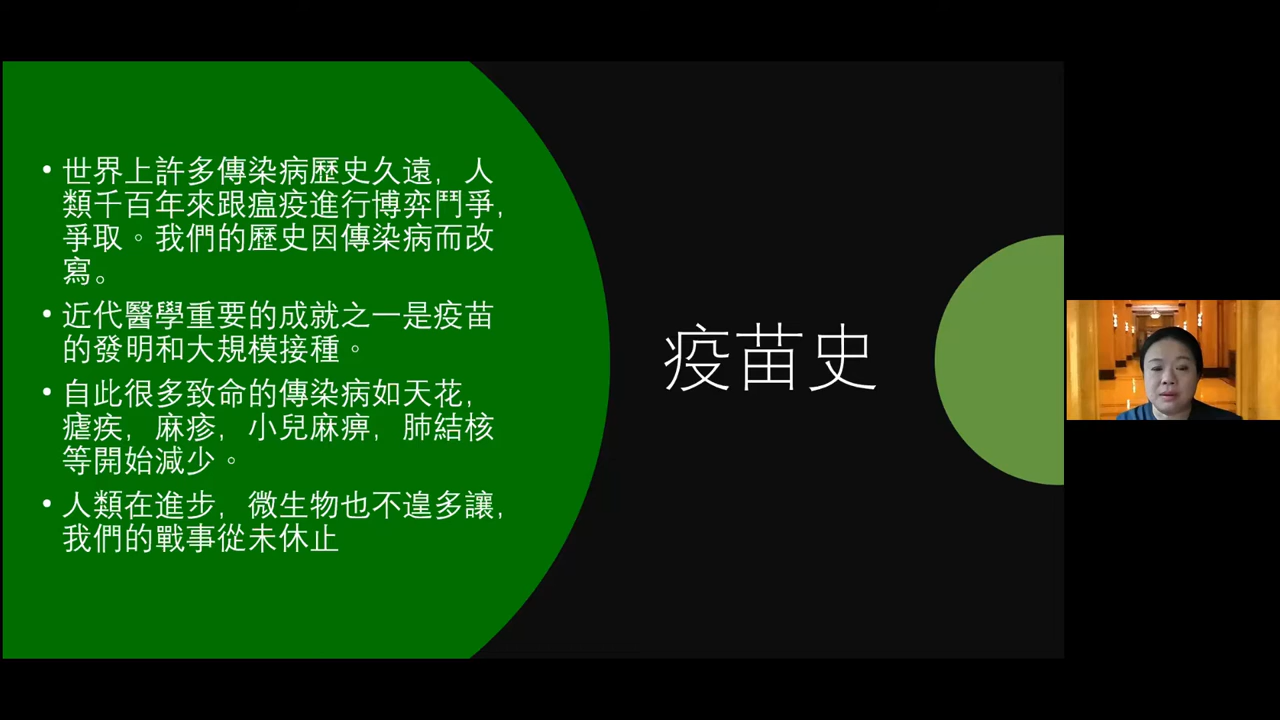 • 世界上許多傳染病歷史久遠，人
類千百年來跟瘟疫進行博弈鬥爭，
爭取。我們的歷史因傳染病而改
寫。
• 近代醫學重要的成就之一是疫苗
的發明和大規模接種。
• 自此很多致命的傳染病如天花，
瘧疾，麻疹，小兒麻痹，肺結核
等開始減少。
• 人類在進步，微生物也不遑多讓，
我們的戰事從未休止
疫苗史